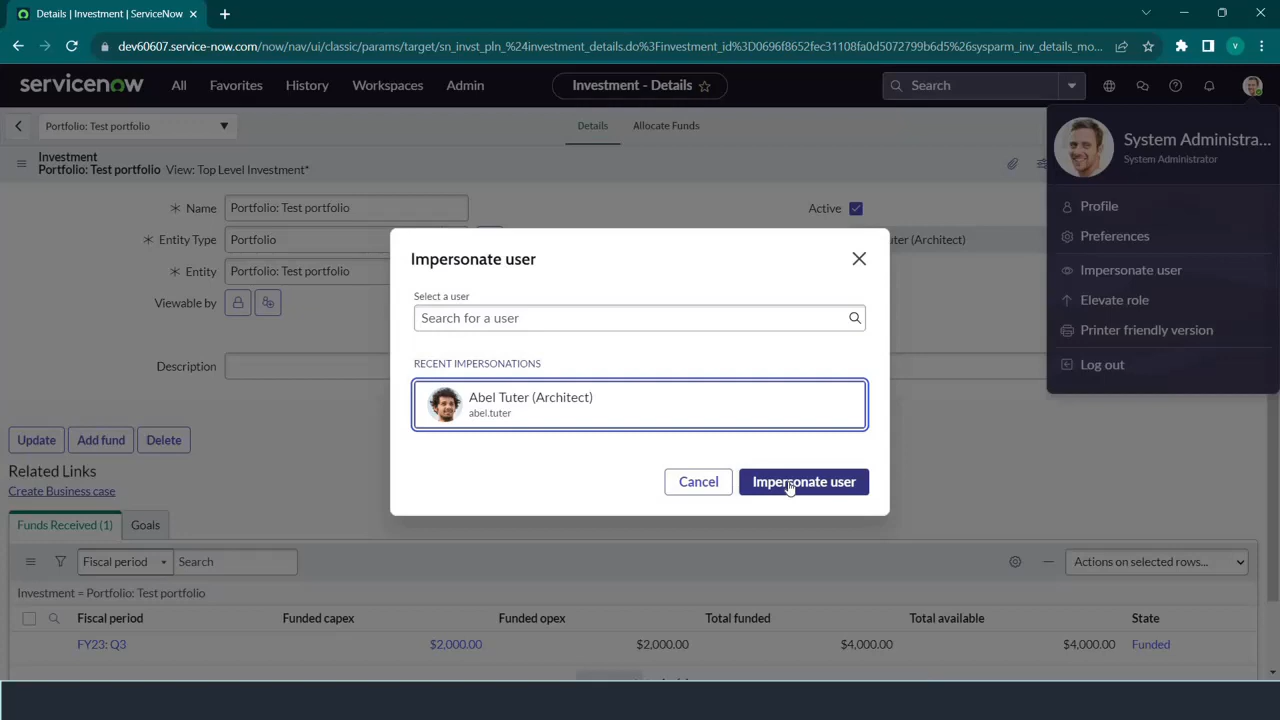 Details | Investment | ServiceNow
dev60607.service-now.com/now/nav/ui/classic/params/target/sn_invst_pln_%24investment_details.do%3Finvestment_id%3D0696f8652fec31108fa0d5072799b6d5%26sysparm_inv_details_mo...
V
servicenow
All
Favorites
History
Workspaces
Admin
Investment - Details
Search
Portfolio: Test portfolio
Details
Allocate Funds
System Administra...
System Administrator
Investment
Portfolio: Test portfolio View: Top Level Investment*
Profile
Name
Portfolio: Test portfolio
Active
Preferences
Entity Type
Portfolio
uter (Architect)
Impersonate user
Select a user
Search for a user
RECENT IMPERSONATIONS
Abel Tuter (Architect)
abel.tuter
Cancel
Impersonate user
Entity
Portfolio: Test portfolio
Impersonate user
Viewable by
Elevate role
Printer friendly version
Description
Log out
Update
Add fund
Delete
Related Links
Create Business case
Funds Received (1)
Goals
Fiscal period
Search
Actions on selected rows...
Investment = Portfolio: Test portfolio
Fiscal period
Funded capex
Funded opex
Total funded
Total available
State
FY23: Q3
$2,000.00
$2,000.00
$4,000.00
$4,000.00
Funded